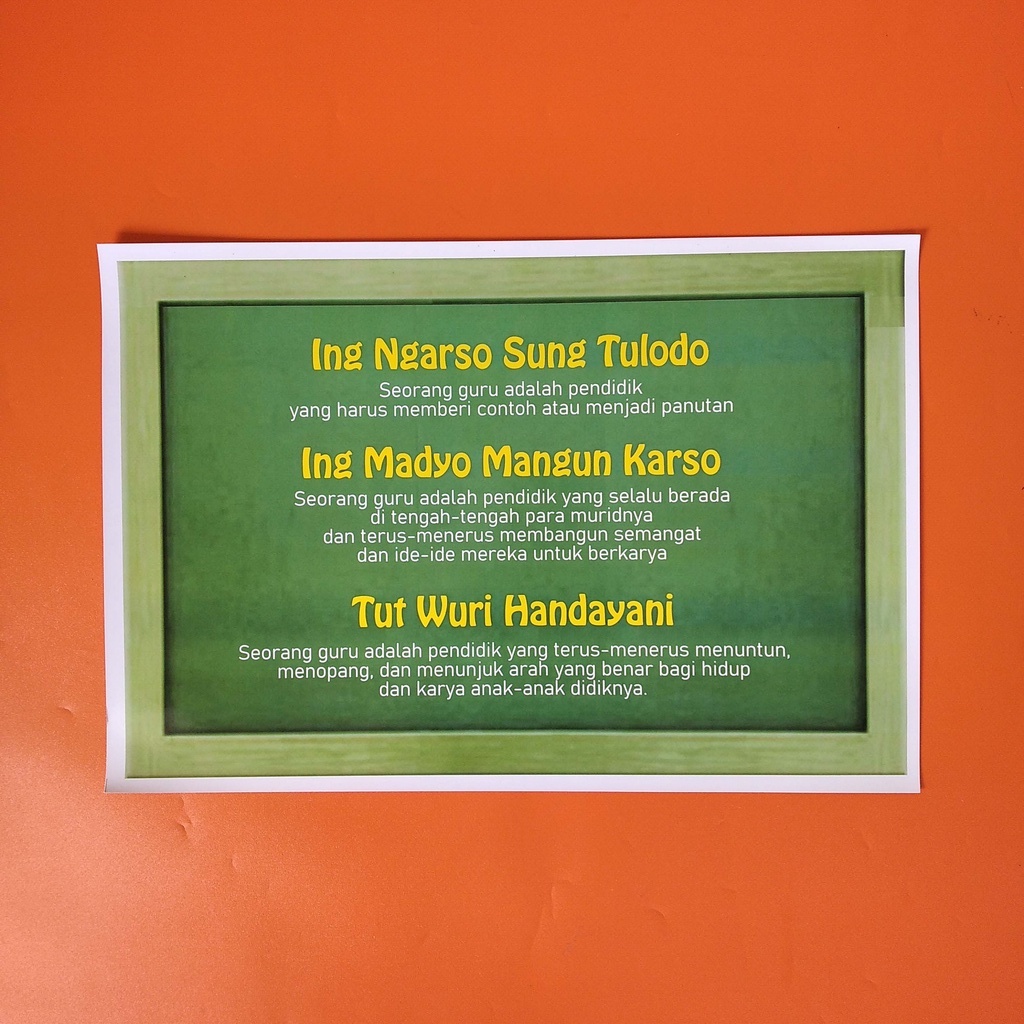 Ing Ngarso Sung Tulodo
Seorang guru adalah pendidik
yang harus memberi contoh atau menjadi panutan
Ing Madyo Mangun Karso
Seorang guru adalah pendidik yang selalu berada
di tengah-tengah para muridnya
dan terus-menerus membangun semangat
dan ide-ide mereka untuk berkarya
Tut Wuri Handayani
Seorang guru adalah pendidik yang terus-menerus menuntun,
menopang, dan menunjuk arah yang benar bagi hidup
dan karya anak-anak didiknya.